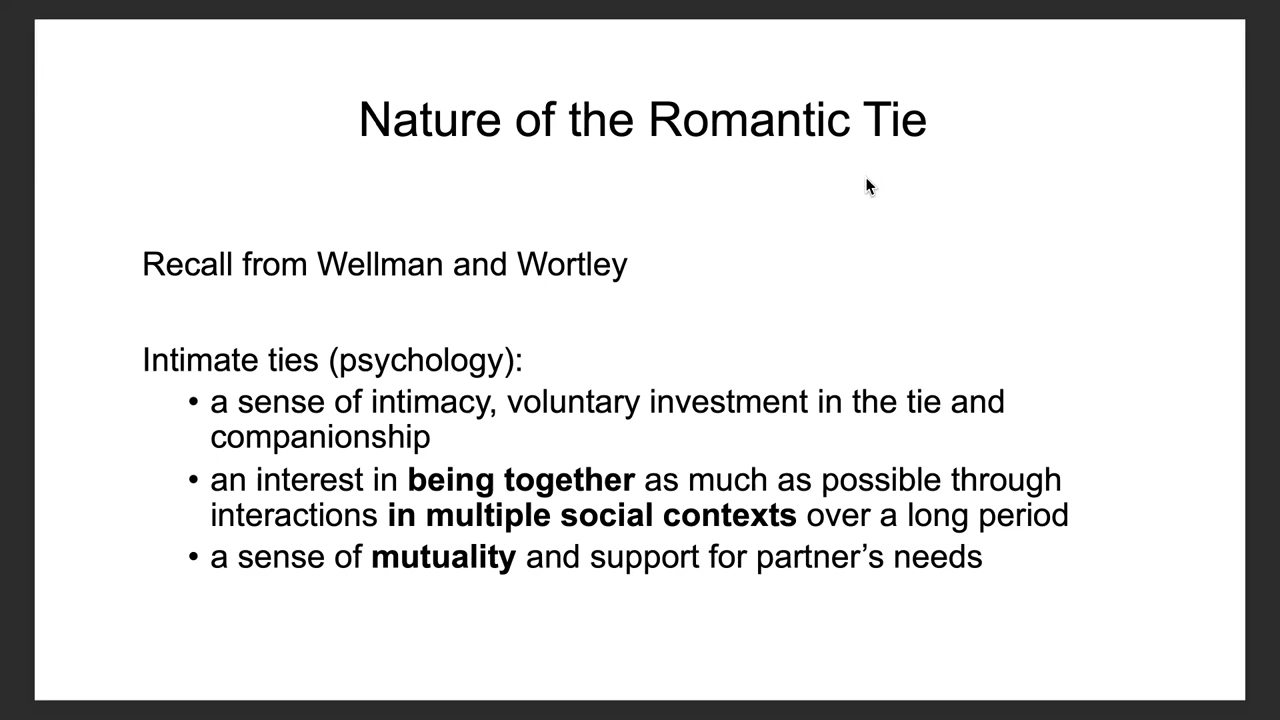 Nature of the Romantic Tie
Recall from Wellman and Wortley
Intimate ties (psychology):
• a sense of intimacy, voluntary investment in the tie and
companionship
• an interest in being together as much as possible through
interactions in multiple social contexts over a long period
• a sense of mutuality and support for partner’s needs